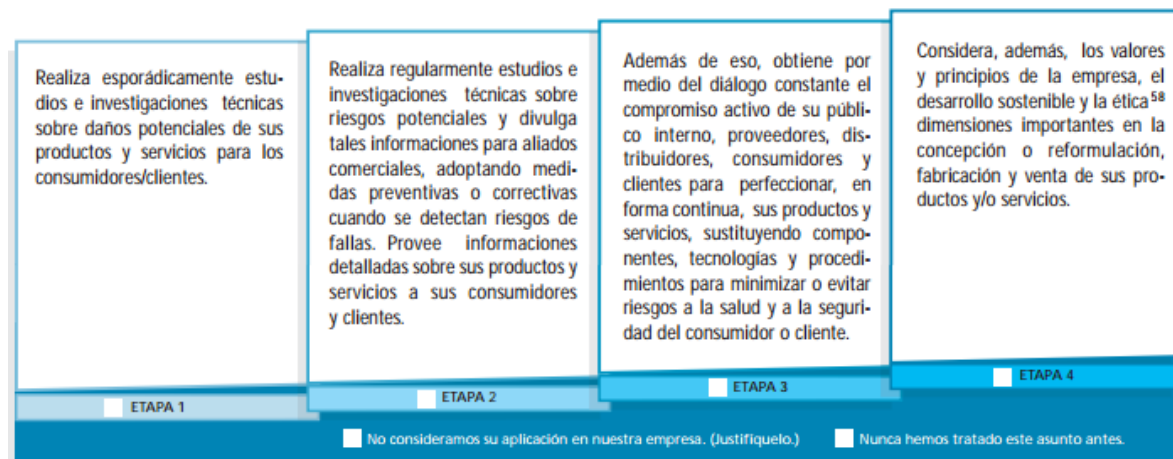 Realiza esporádicamente estu-
dios e investigaciones técnicas
sobre daños potenciales de sus
productos y servicios para los
consumidores/clientes.
ETAPA 1
Realiza regularmente estudios e
investigaciones técnicas sobre
riesgos potenciales y divulga
tales informaciones para aliados
comerciales, adoptando medi-
das preventivas o correctivas
cuando se detectan riesgos de
fallas. Provee informaciones
detalladas sobre sus productos y
servicios a sus consumidores
y clientes.
ETAPA 2
Además de eso, obtiene por
medio del diálogo constante el
compromiso activo de su públi-
co interno, proveedores, dis-
tribuidores, consumidores y
clientes para perfeccionar, en
forma continua, sus productos y
servicios, sustituyendo compo-
nentes, tecnologías y procedi-
mientos para minimizar o evitar
riesgos a la salud y a la seguri-
dad del consumidor o cliente.
ETAPA 3
Considera, además, los valores
y principios de la empresa, el
desarrollo sostenible y la ética58
dimensiones importantes en la
concepción o reformulación,
fabricación y venta de sus pro-
ductos y/o servicios.
ETAPA 4
No consideramos su aplicación en nuestra empresa. (Justifíquelo.)
Nunca hemos tratado este asunto antes.